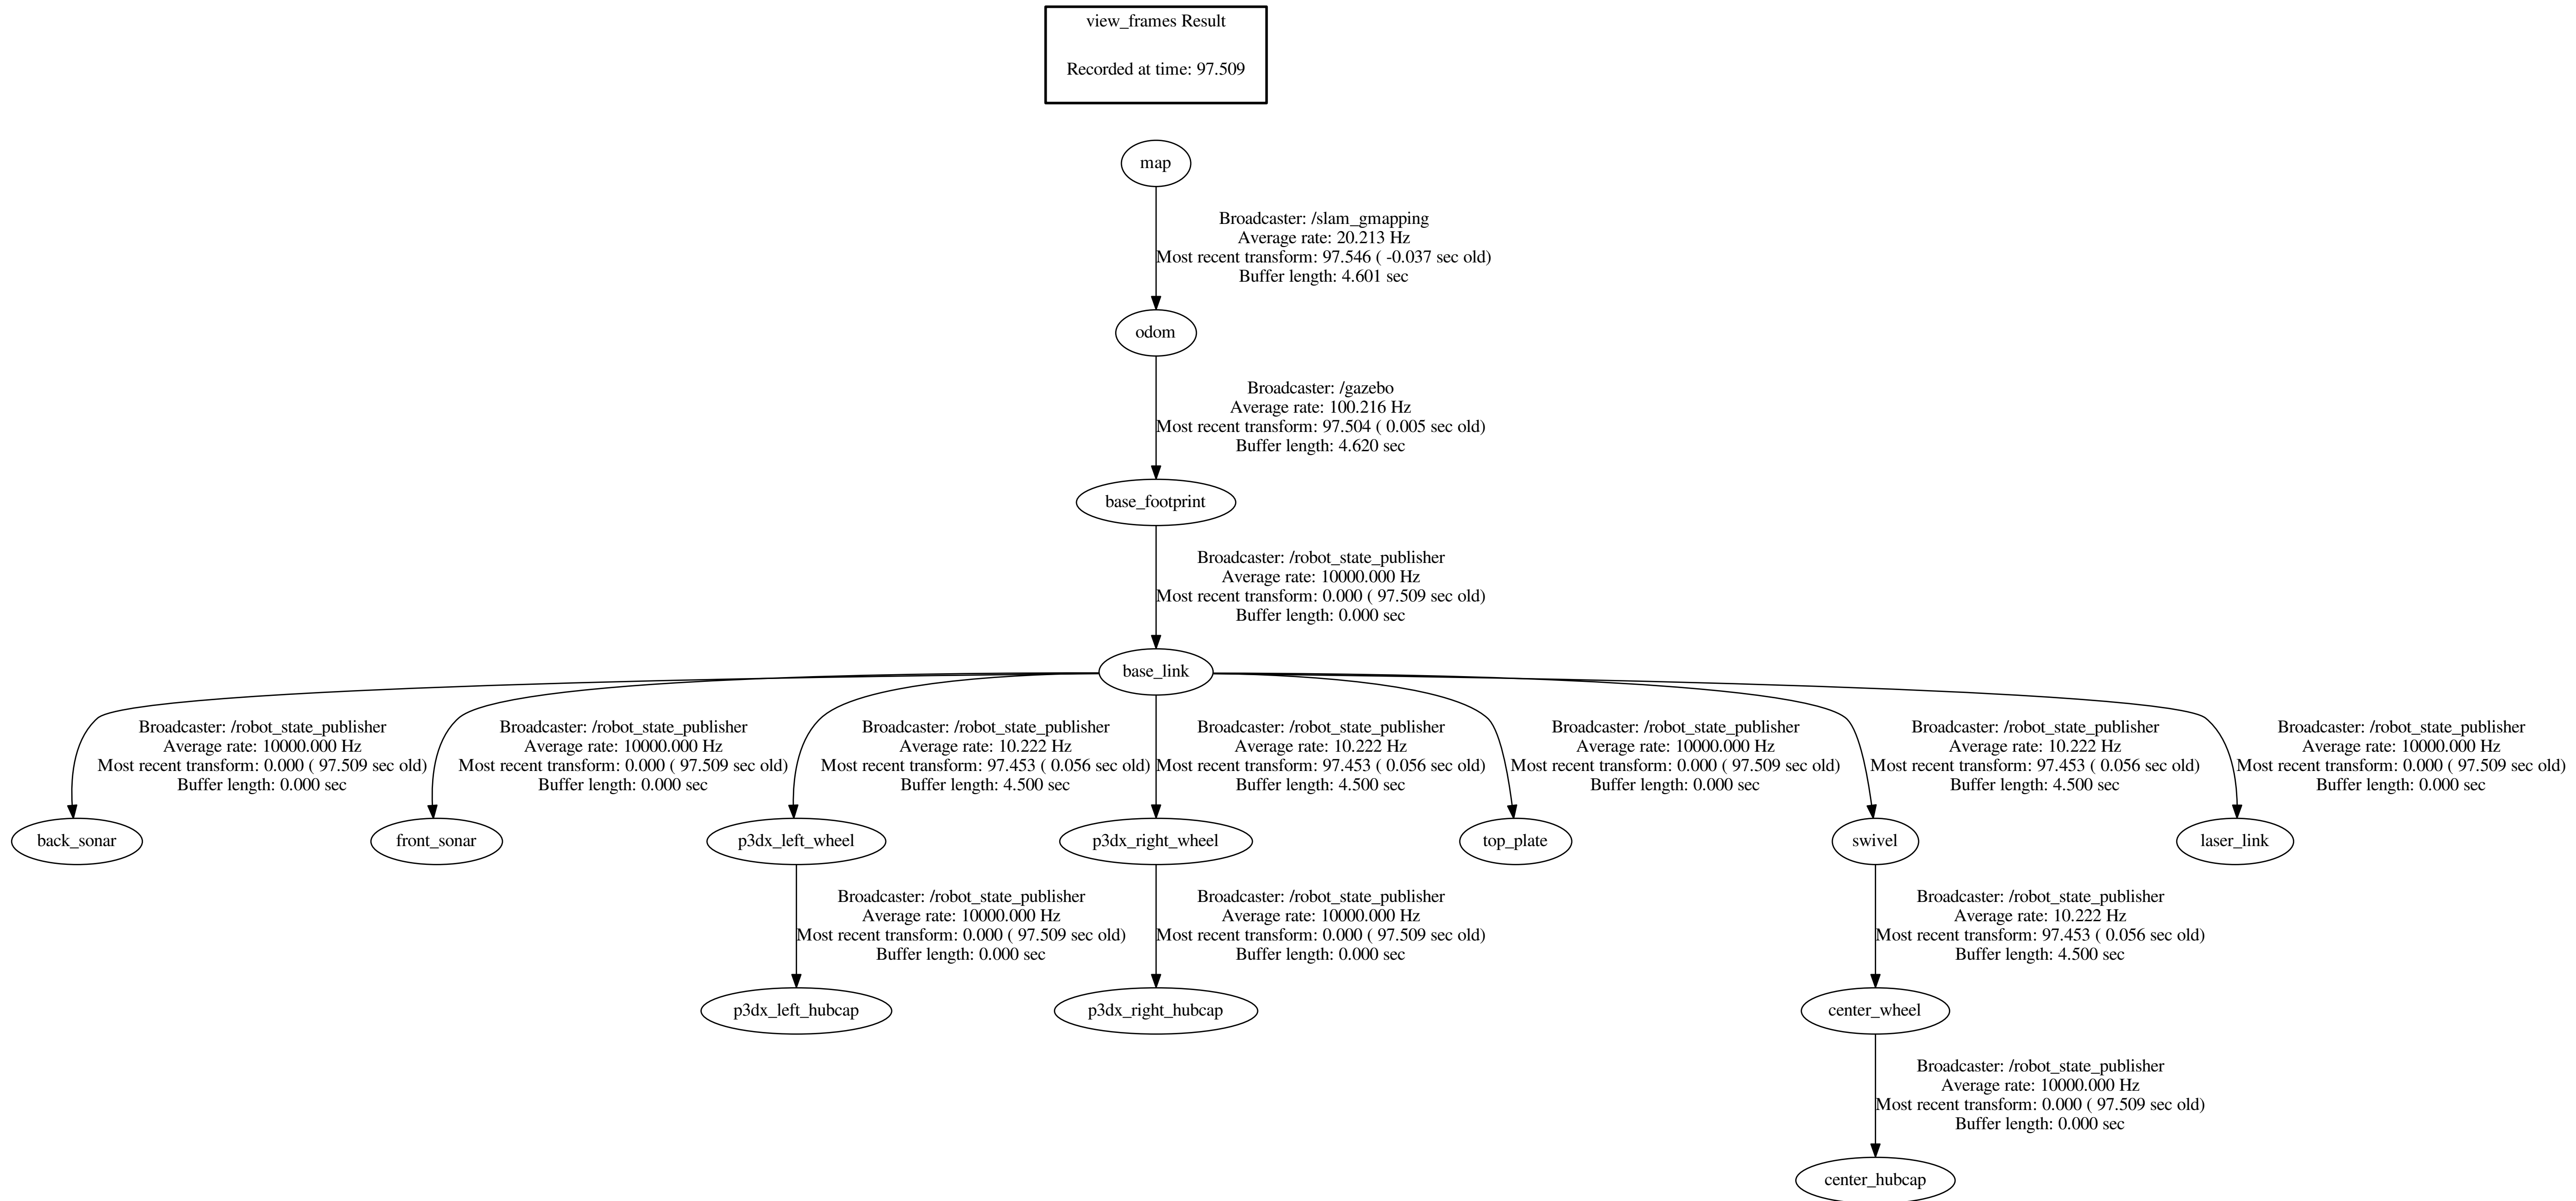 view_frames Result
Recorded at time: 97.509
map
Broadcaster: /slam_gmapping
Average rate: 20.213 Hz
Most recent transform: 97.546 ( -0.037 sec old)
Buffer length: 4.601 sec
odom
Broadcaster: /gazebo
Average rate: 100.216 Hz
Most recent transform: 97.504 ( 0.005 sec old)
Buffer length: 4.620 sec
base_footprint
Broadcaster: /robot_state_publisher
Average rate: 10000.000 Hz
Most recent transform: 0.000 ( 97.509 sec old)
Buffer length: 0.000 sec
base_link
Broadcaster: /robot_state_publisher
Average rate: 10000.000 Hz
Most recent transform: 0.000 ( 97.509 sec old)
Buffer length: 0.000 sec
Broadcaster: /robot_state_publisher
Average rate: 10000.000 Hz
Most recent transform: 0.000 ( 97.509 sec old)
Buffer length: 0.000 sec
Broadcaster: /robot_state_publisher
Average rate: 10.222 Hz
Most recent transform: 97.453 ( 0.056 sec old)
Buffer length: 4.500 sec
Broadcaster: /robot_state_publisher
Average rate: 10.222 Hz
Most recent transform: 97.453 ( 0.056 sec old)
Buffer length: 4.500 sec
Broadcaster: /robot_state_publisher
Average rate: 10000.000 Hz
Most recent transform: 0.000 ( 97.509 sec old)
Buffer length: 0.000 sec
Broadcaster: /robot_state_publisher
Average rate: 10.222 Hz
Most recent transform: 97.453 ( 0.056 sec old)
Buffer length: 4.500 sec
Broadcaster: /robot_state_publisher
Average rate: 10000.000 Hz
Most recent transform: 0.000 ( 97.509 sec old)
Buffer length: 0.000 sec
back_sonar
front_sonar
p3dx_left_wheel
p3dx_right_wheel
top_plate
swivel
laser_link
Broadcaster: /robot_state_publisher
Average rate: 10000.000 Hz
Most recent transform: 0.000 ( 97.509 sec old)
Buffer length: 0.000 sec
Broadcaster: /robot_state_publisher
Average rate: 10000.000 Hz
Most recent transform: 0.000 ( 97.509 sec old)
Buffer length: 0.000 sec
Broadcaster: /robot_state_publisher
Average rate: 10.222 Hz
Most recent transform: 97.453 ( 0.056 sec old)
Buffer length: 4.500 sec
p3dx_left_hubcap
p3dx_right_hubcap
center_wheel
Broadcaster: /robot_state_publisher
Average rate: 10000.000 Hz
Most recent transform: 0.000 ( 97.509 sec old)
Buffer length: 0.000 sec
center_hubcap